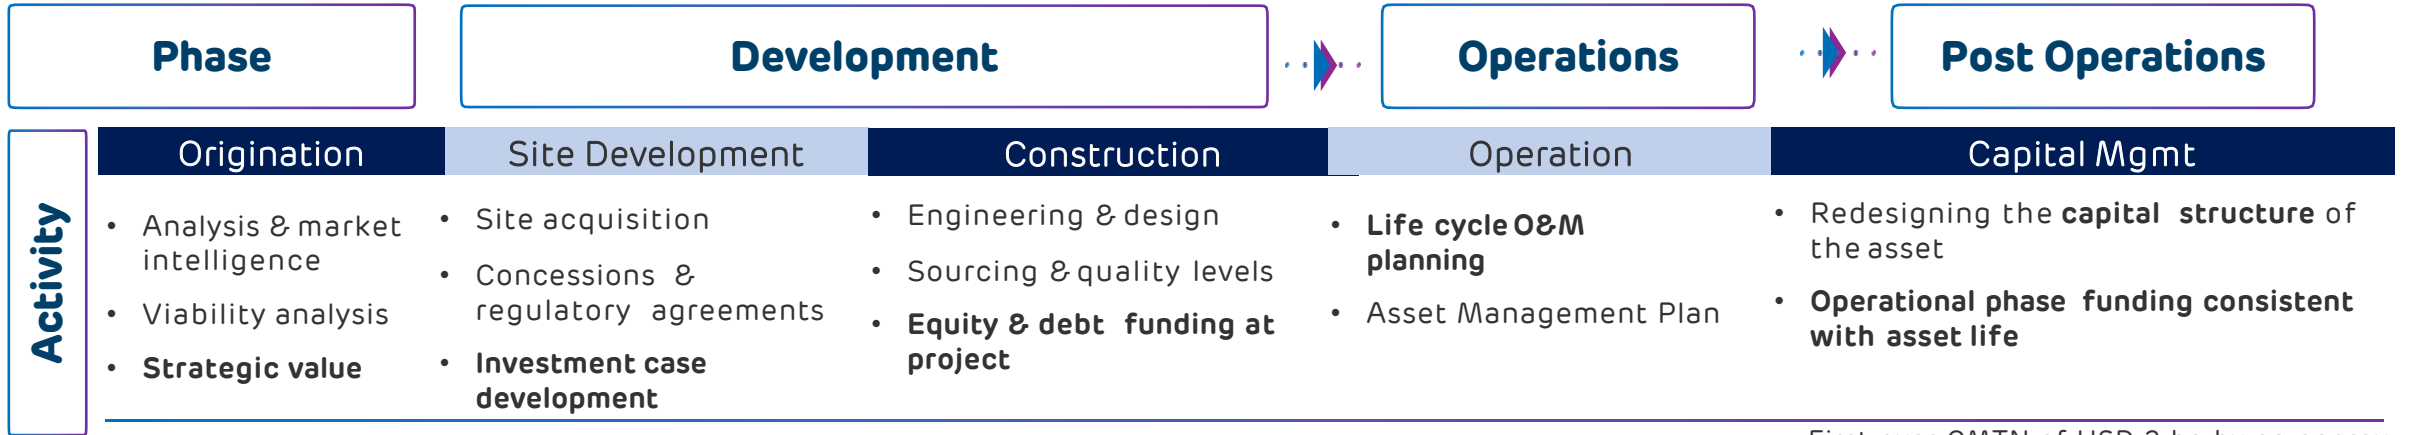 Phase
Development
Operations
Post Operations
Activity
Origination
Site Development
Construction
Operation
Capital Mgmt
• Analysis & market
intelligence
• Viability analysis
• Strategic value
• Site acquisition
• Concessions &
regulatory agreements
• Investment case
development
• Engineering & design
• Sourcing & quality levels
• Equity & debt funding at
project
• Life cycle O&M
planning
• Asset Management Plan
• Redesigning the capital structure of
the asset
• Operational phase funding consistent
with asset life